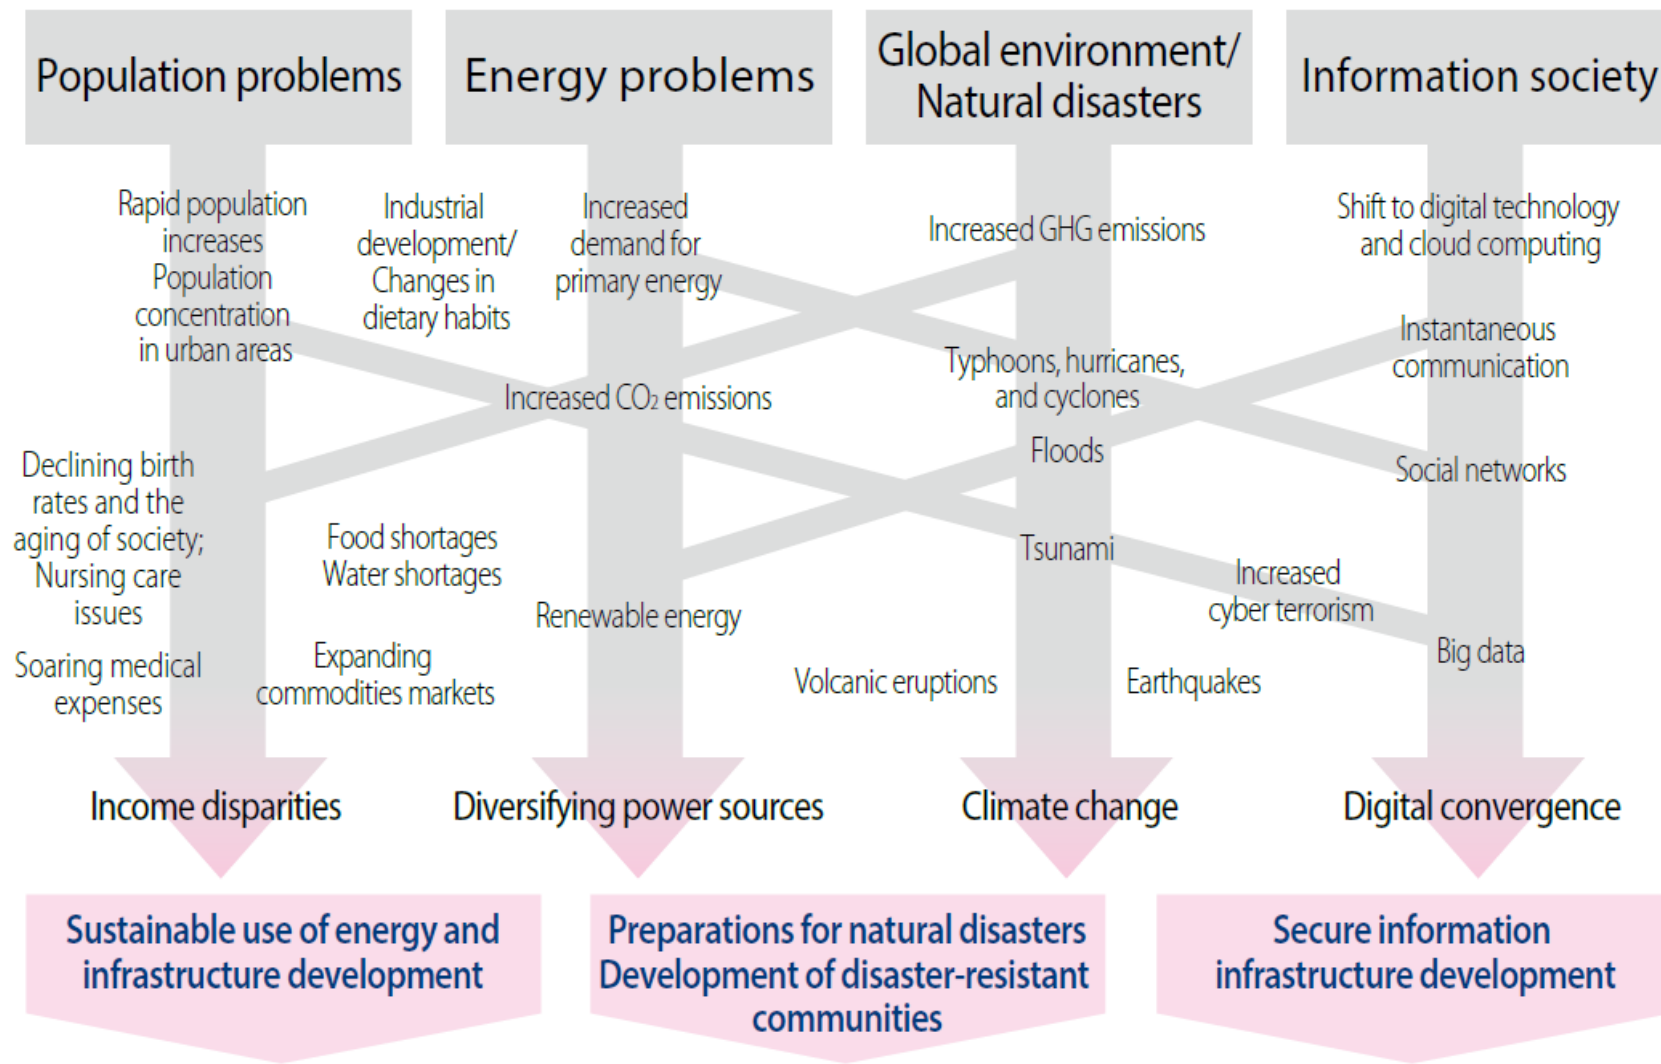 Population problems
Energy problems
Global environment/
Natural disasters
Information society
Rapid population
increases
Population
concentration
in urban areas
Industrial
development/
Changes in
dietary habits
Increased
demand for
primary energy
Increased GHG emissions
Shift to digital technology
and cloud computing
Instantaneous
communication
Typhoons, hurricanes,
and cyclones
Increased CO₂ emissions
Floods
Social networks
Declining birth
rates and the
aging of society;
Nursing care
issues
Food shortages
Water shortages
Tsunami
Increased
cyber terrorism
Renewable energy
Big data
Soaring medical
expenses
Expanding
commodities markets
Volcanic eruptions
Earthquakes
Income disparities
Diversifying power sources
Climate change
Digital convergence
Sustainable use of energy and
infrastructure development
Preparations for natural disasters
Development of disaster-resistant
communities
Secure information
infrastructure development